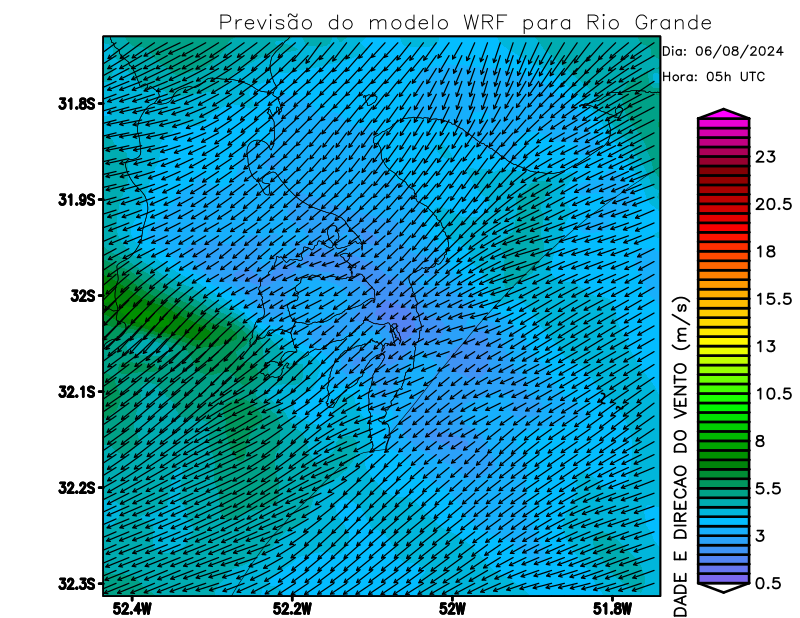 Previsão do modelo WRF para Rio Grande
Dia: 06/08/2024
Hora: 05h UTC
31.8S
31.9S
32S
32.1S
32.2S
32.3S
52.4W
52.2W
52W
51.8W
DADE E DIRECAO DO VENTO (m/s)
23
20.5
18
15.5
13
10.5
8
5.5
3
0.5